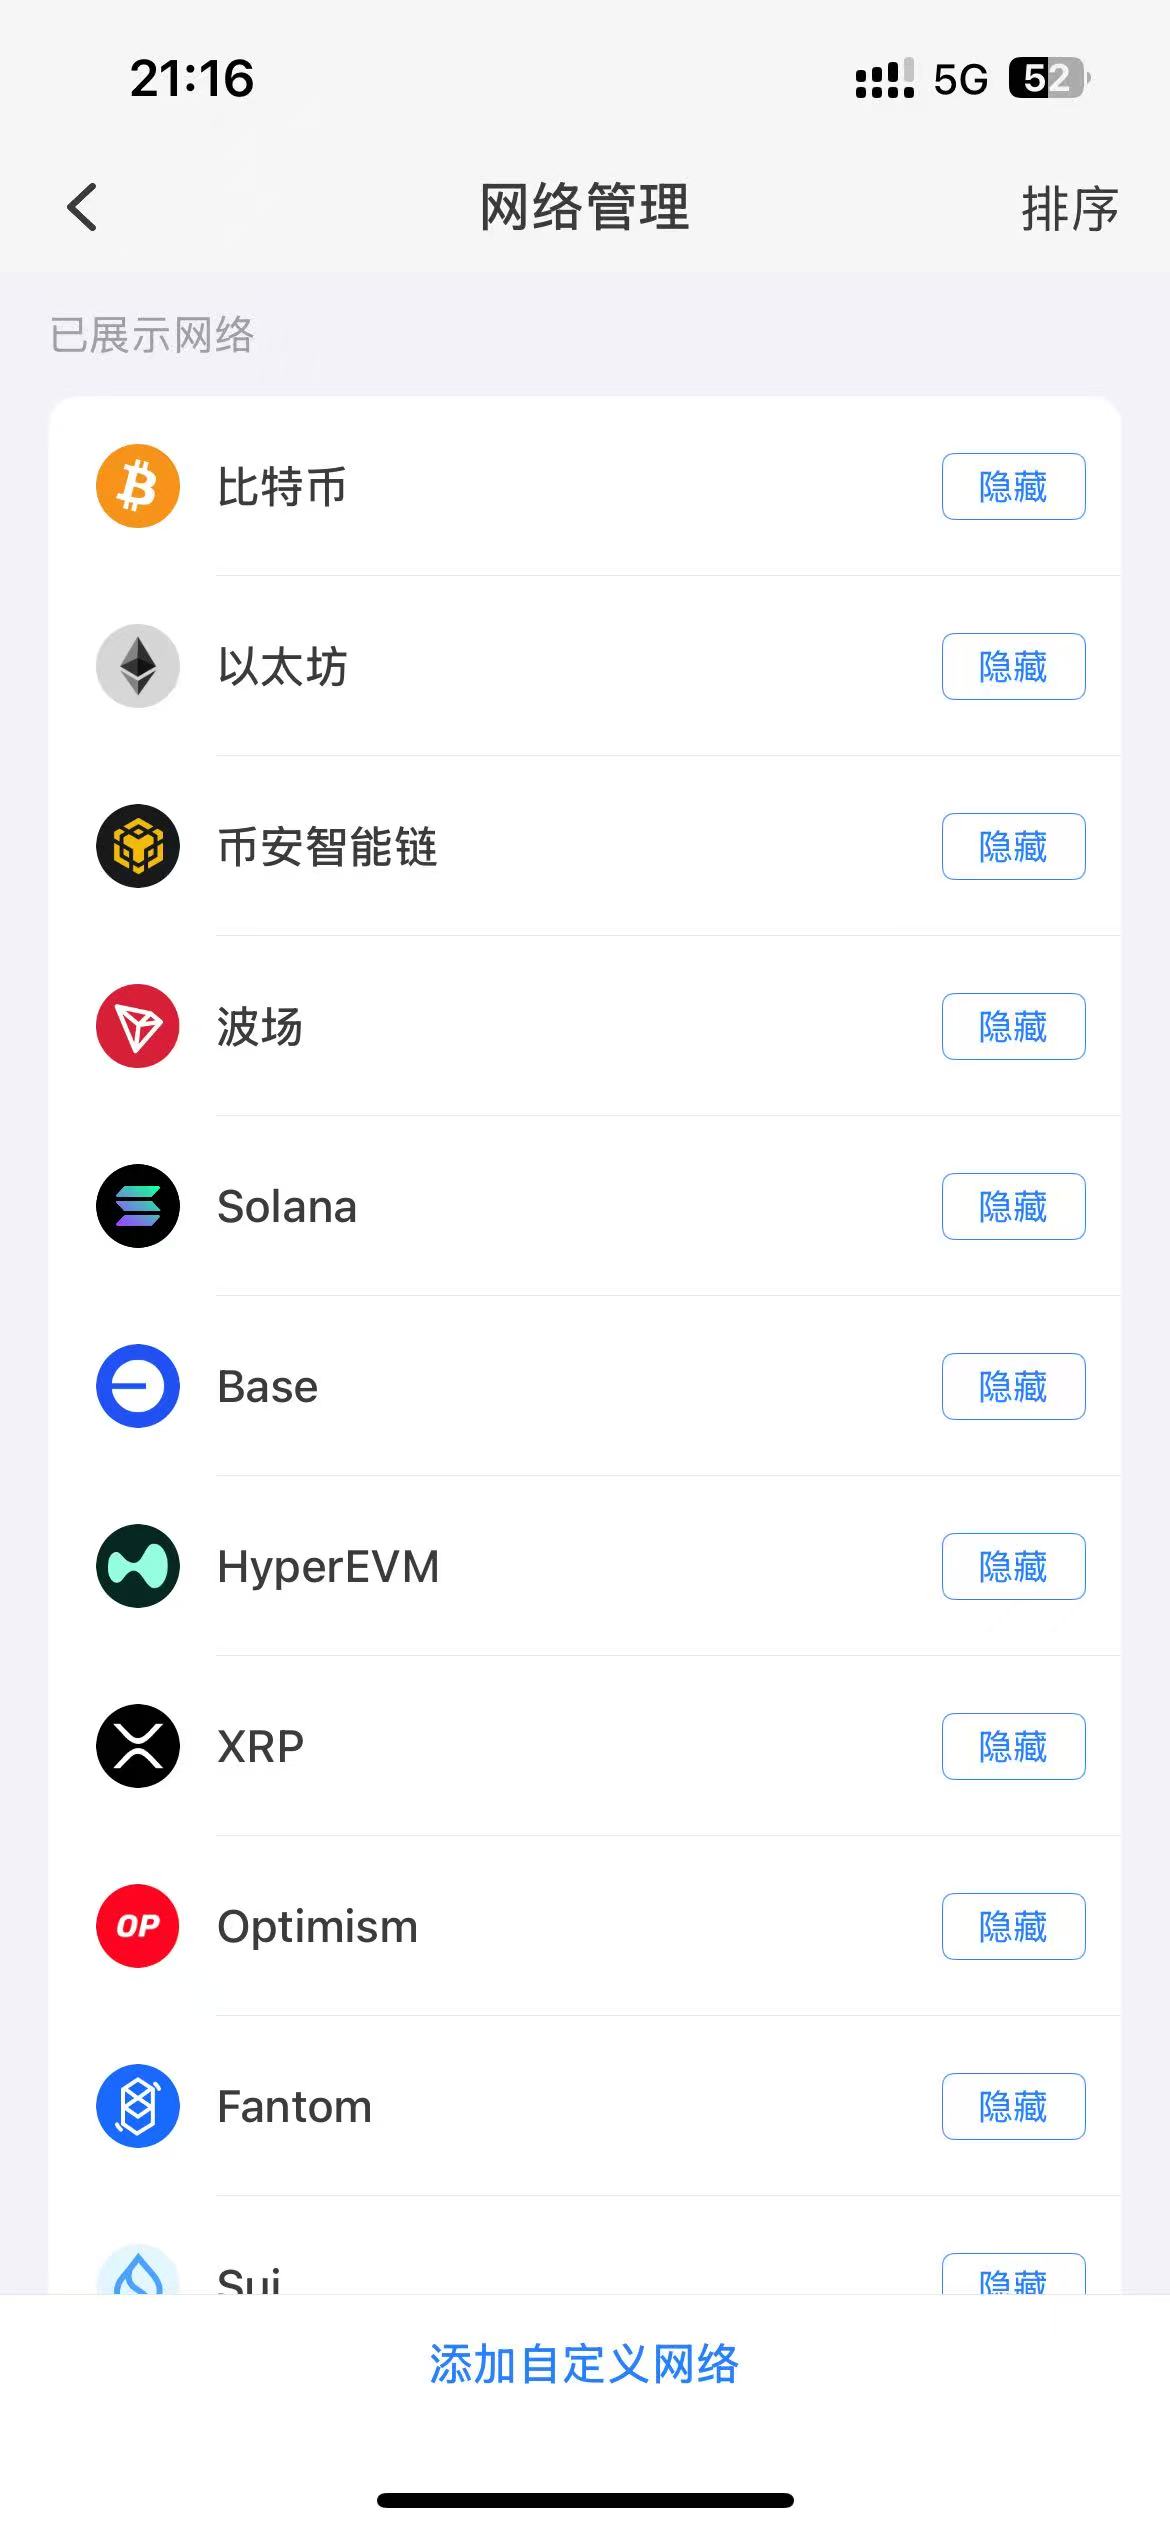 21:16
5G 52
网络管理
排序
已展示网络
比特币
隐藏
以太坊
隐藏
币安智能链
隐藏
波场
隐藏
Solana
隐藏
Base
隐藏
HyperEVM
隐藏
XRP
隐藏
OP
Optimism
隐藏
Fantom
隐藏
Sui
隐藏
添加自定义网络